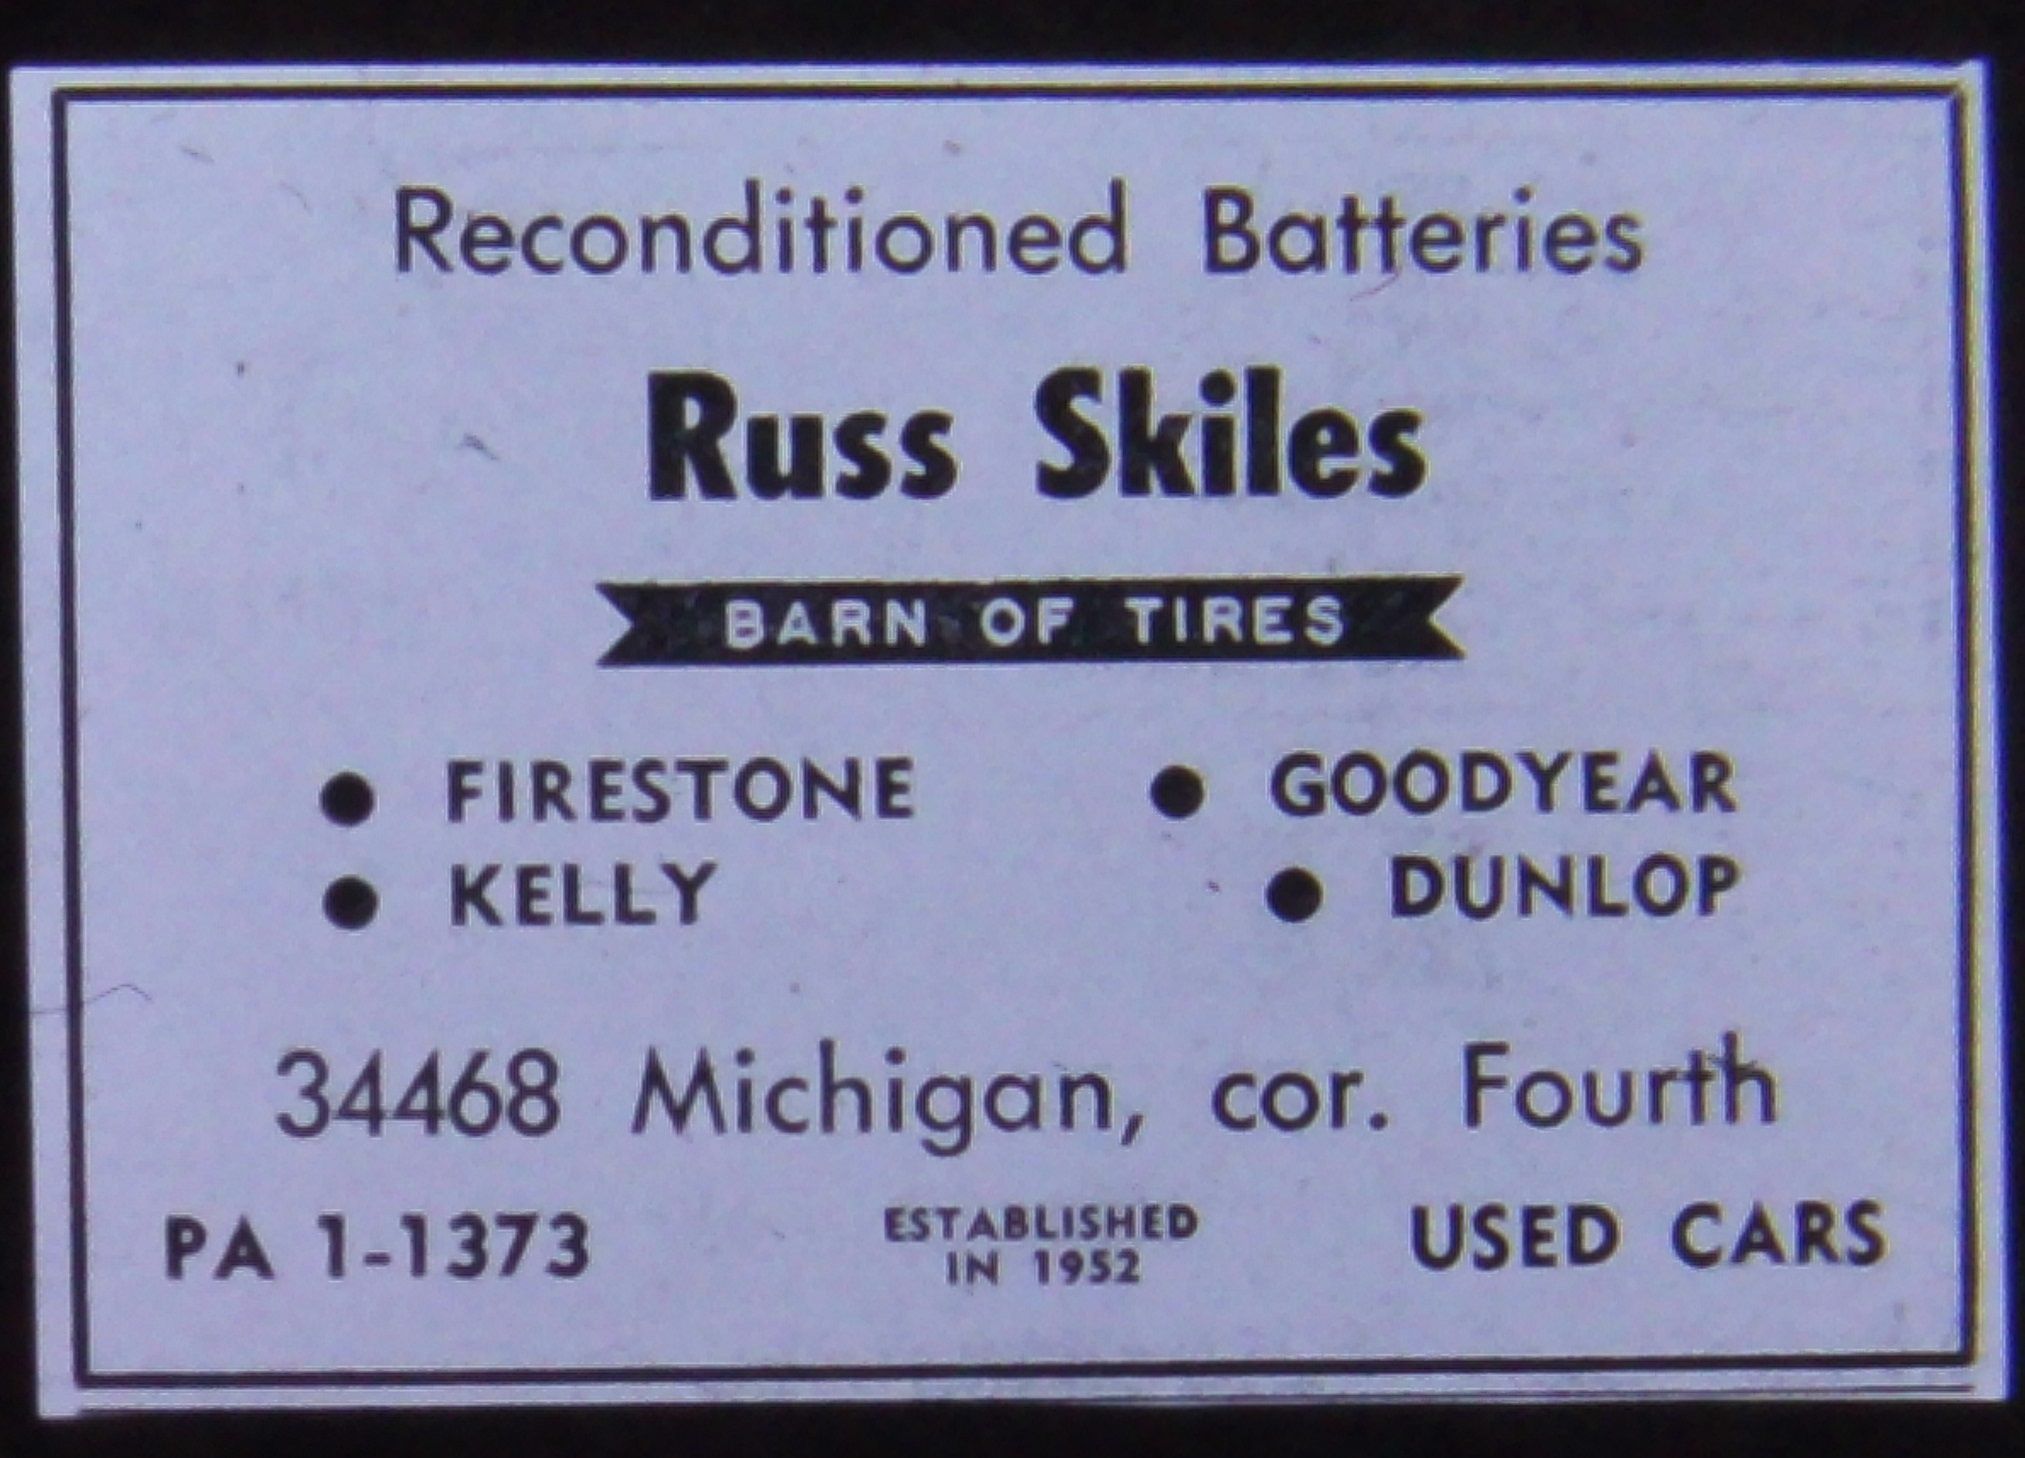 Reconditioned Batteries
Russ Skiles
BARN OF TIRES
• FIRESTONE • GOODYEAR
• KELLY • DUNLOP
34468 Michigan, cor. Fourth
PA 1-1373 ESTABLISHED IN 1952 USED CARS